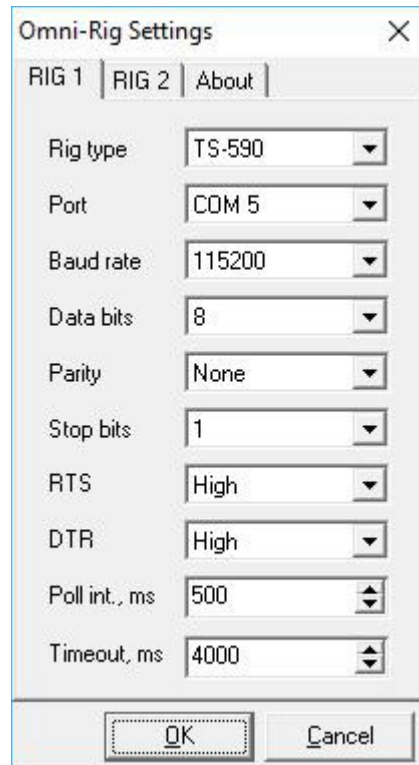 Omni-Rig Settings
RIG 1 RIG 2 About
Rig type TS-590
Port COM 5
Baud rate 115200
Data bits 8
Parity None
Stop bits 1
RTS High
DTR High
Poll int., ms 500
Timeout, ms 4000
OK Cancel